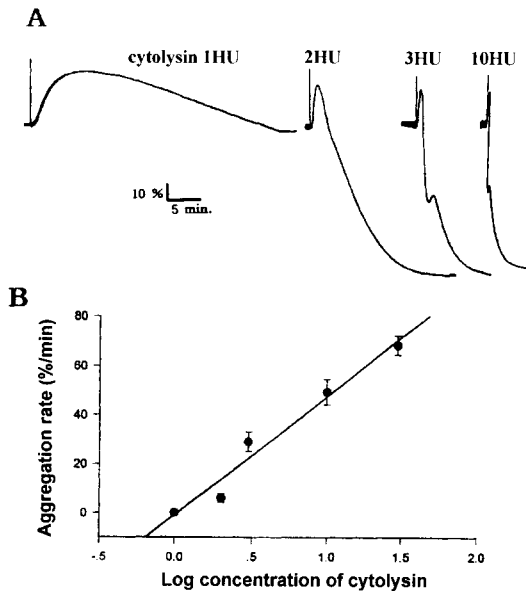 A
cytolysin 1HU 2HU 3HU 10HU
10 %
5 min.
B
Aggregation rate (%/min)
80
60
40
20
0
-.5 0.0 .5 1.0 1.5 2.0
Log concentration of cytolysin